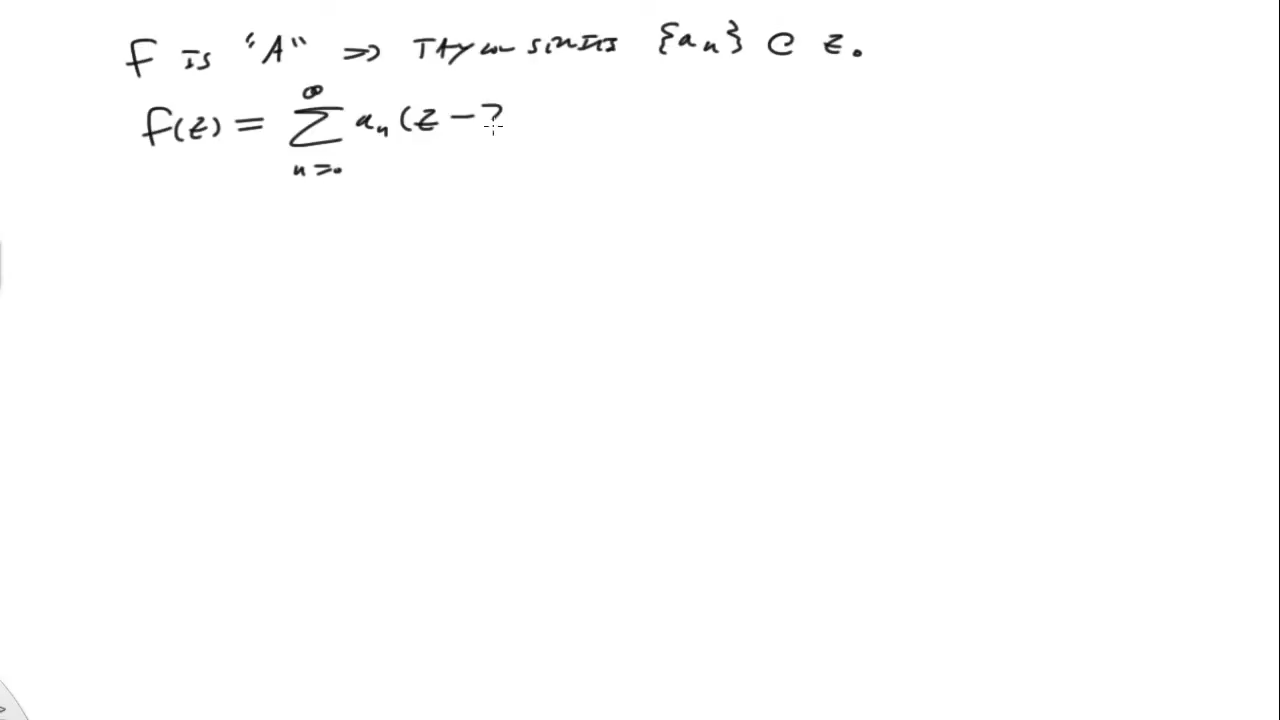 f is "A" ⇒ Taylor series {aₙ} @ z₀
f(z) = ∑_{n=0}^{∞} aₙ (z - z